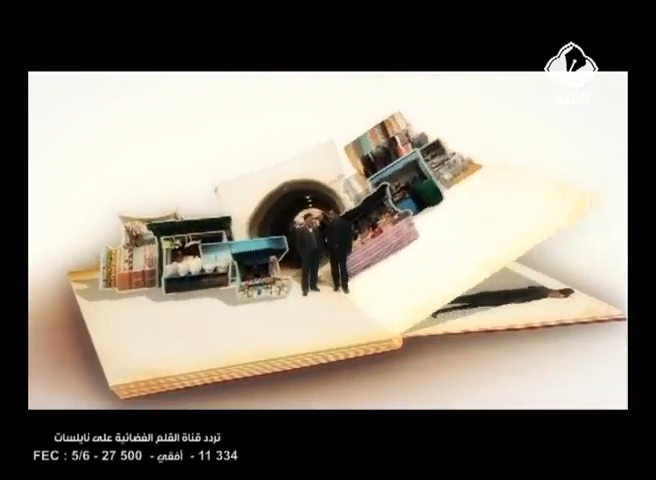 تردد قناة القلم الفضائية على نايلسات
FEC : 5/6 - 27 500 - أفقي - 11 334